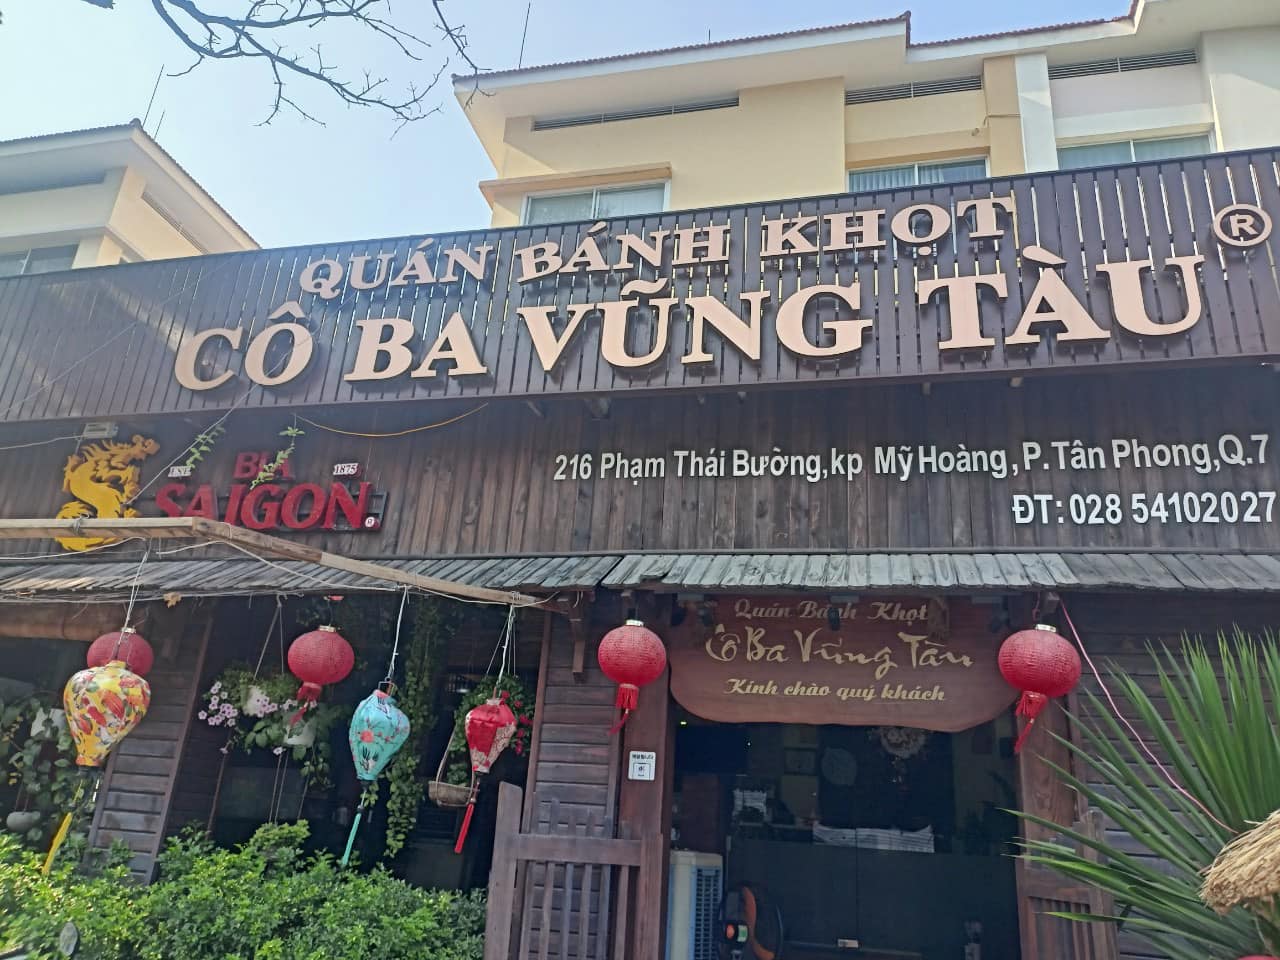 QUÁN BÁNH KHỌT
CÔ BA VŨNG TÀU ®
EST BIA 1875
SAIGON ®
216 Phạm Thái Bường,kp Mỹ Hoàng,P.Tân Phong,Q.7
ĐT: 028 54102027
Quán Bánh Khọt
Cô Ba Vũng Tàu
Kính chào quý khách